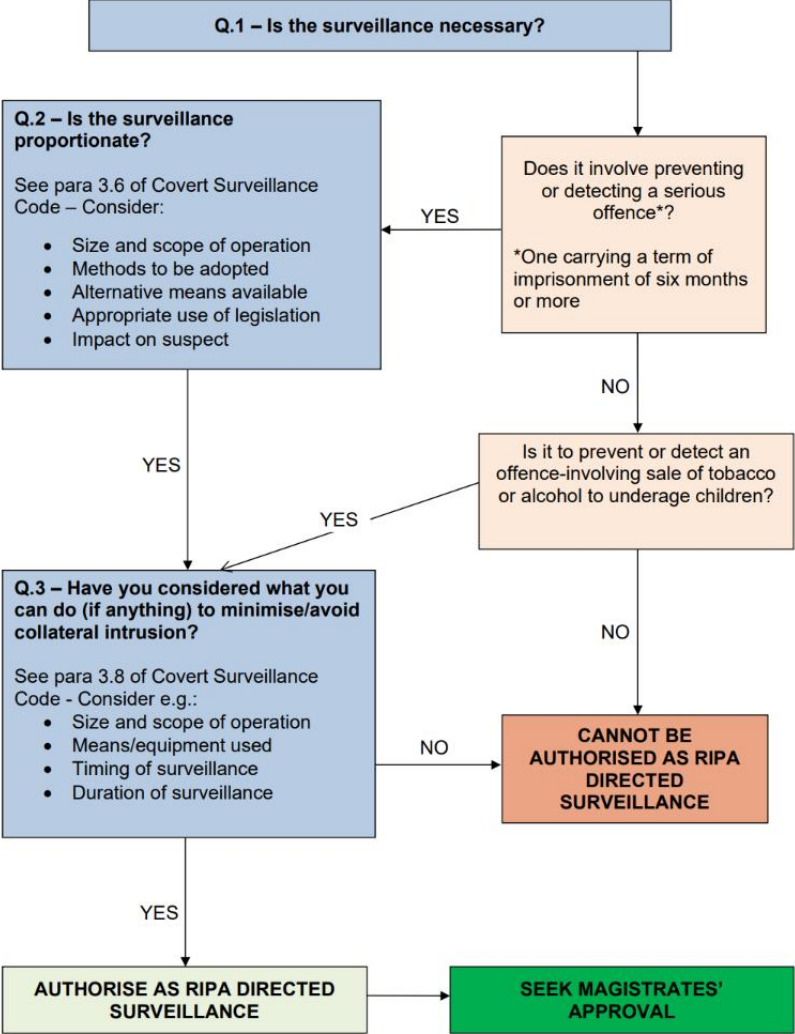 Q.1 – Is the surveillance necessary?
Q.2 – Is the surveillance
proportionate?
See para 3.6 of Covert Surveillance
Code – Consider:
• Size and scope of operation
• Methods to be adopted
• Alternative means available
• Appropriate use of legislation
• Impact on suspect
YES
Does it involve preventing
or detecting a serious
offence*?
*One carrying a term of
imprisonment of six months
or more
NO
YES
Is it to prevent or detect an
offence-involving sale of tobacco
or alcohol to underage children?
YES
NO
Q.3 – Have you considered what you
can do (if anything) to minimise/avoid
collateral intrusion?
See para 3.8 of Covert Surveillance
Code - Consider e.g.:
• Size and scope of operation
• Means/equipment used
• Timing of surveillance
• Duration of surveillance
NO
CANNOT BE
AUTHORISED AS RIPA
DIRECTED
SURVEILLANCE
YES
AUTHORISE AS RIPA DIRECTED
SURVEILLANCE
SEEK MAGISTRATES’
APPROVAL